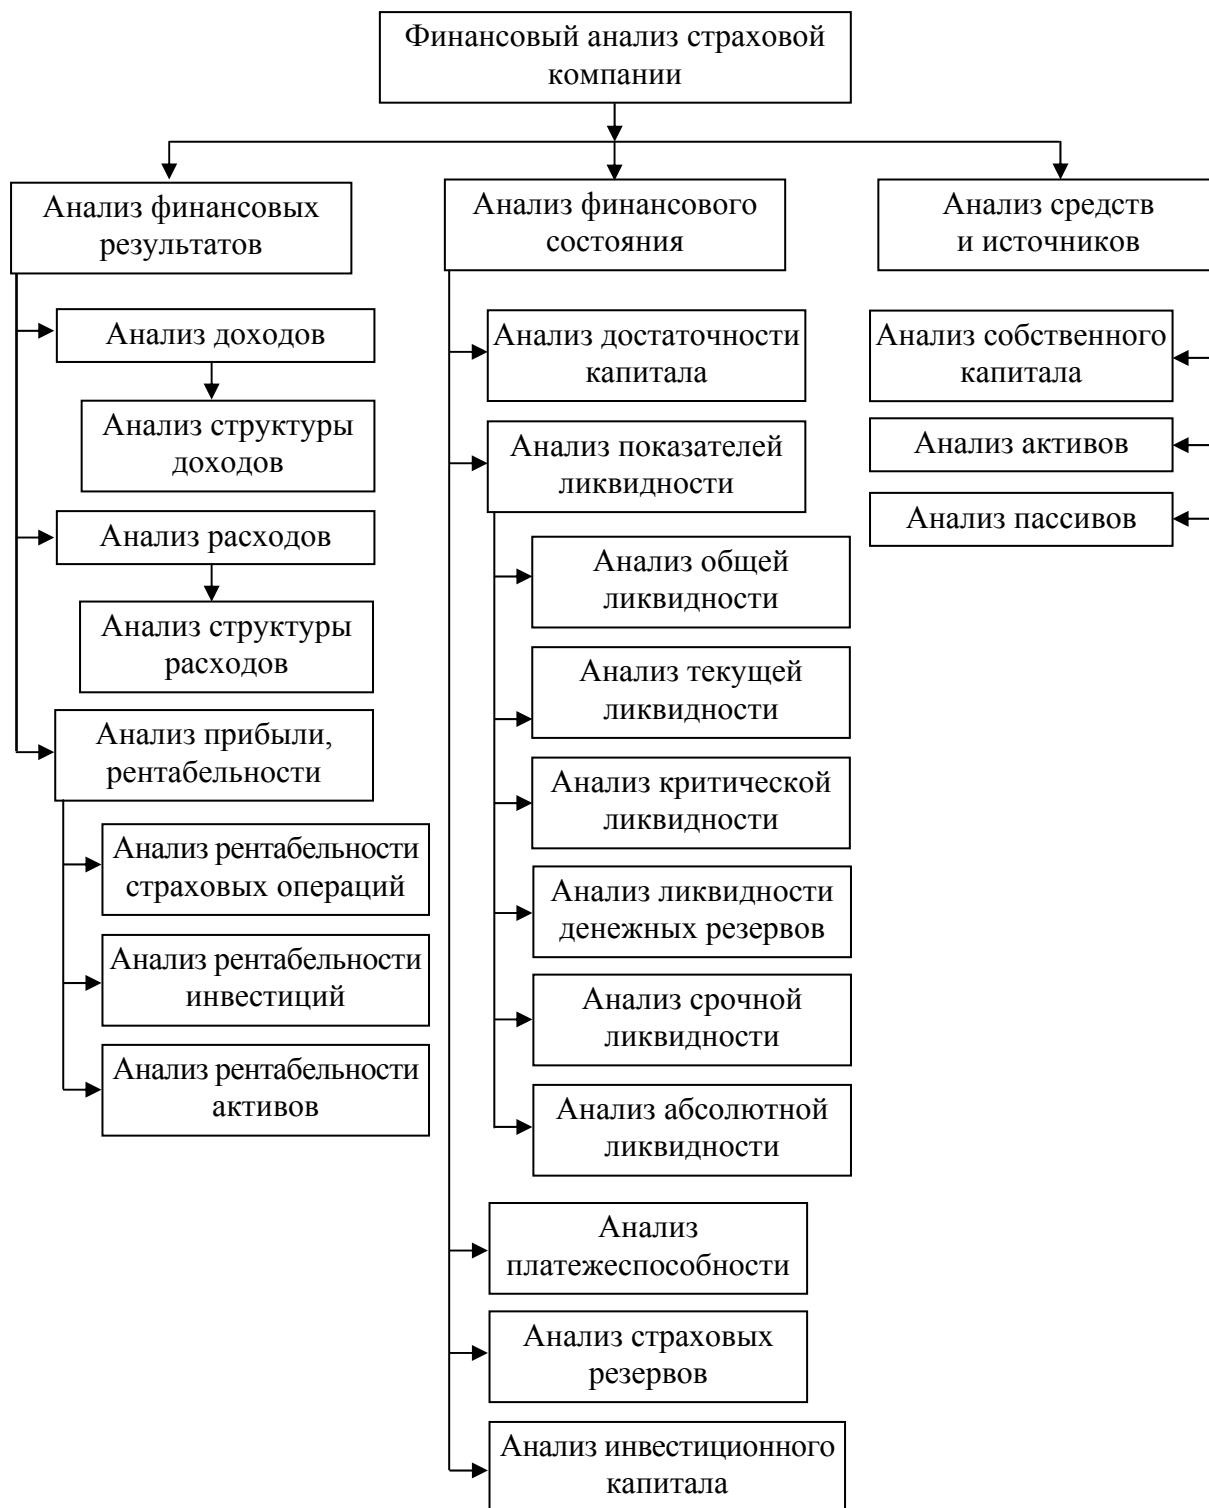 Финансовый анализ страховой
компании
Анализ финансовых
результатов
Анализ доходов
Анализ структуры
доходов
Анализ расходов
Анализ структуры
расходов
Анализ прибыли,
рентабельности
Анализ рентабельности
страховых операций
Анализ рентабельности
инвестиций
Анализ рентабельности
активов
Анализ финансового
состояния
Анализ достаточности
капитала
Анализ показателей
ликвидности
Анализ общей
ликвидности
Анализ текущей
ликвидности
Анализ критической
ликвидности
Анализ ликвидности
денежных резервов
Анализ срочной
ликвидности
Анализ абсолютной
ликвидности
Анализ
платежеспособности
Анализ страховых
резервов
Анализ инвестиционного
капитала
Анализ средств
и источников
Анализ собственного
капитала
Анализ активов
Анализ пассивов